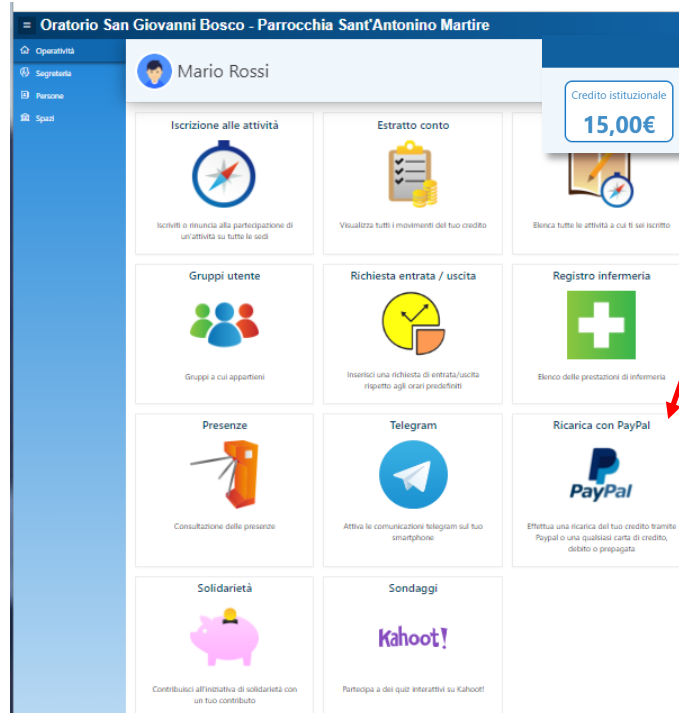 ≡ Oratorio San Giovanni Bosco - Parrocchia Sant'Antonino Martire
Operatività
Segreteria
Persone
Spazi
Mario Rossi
Credito istituzionale
15,00€
Iscrizione alle attività
Iscriviti o rinuncia alla partecipazione di
un'attività su tutte le sedi
Estratto conto
Visualizza tutti i movimenti del tuo credito
Elenca tutte le attività a cui ti sei iscritto
Gruppi utente
Gruppi a cui appartieni
Richiesta entrata / uscita
Inserisci una richiesta di entrata/uscita
rispetto agli orari predefiniti
Registro infermeria
Elenco delle prestazioni di infermeria
Presenze
Consultazione delle presenze
Telegram
Attiva le comunicazioni telegram sul tuo
smartphone
Ricarica con PayPal
PayPal
Effettua una ricarica del tuo credito tramite
Paypal o una qualsiasi carta di credito,
debito o prepagata
Solidarietà
Contribuisci all'iniziativa di solidarietà con
un tuo contributo
Sondaggi
Kahoot!
Partecipa a dei quiz interattivi su Kahoot!